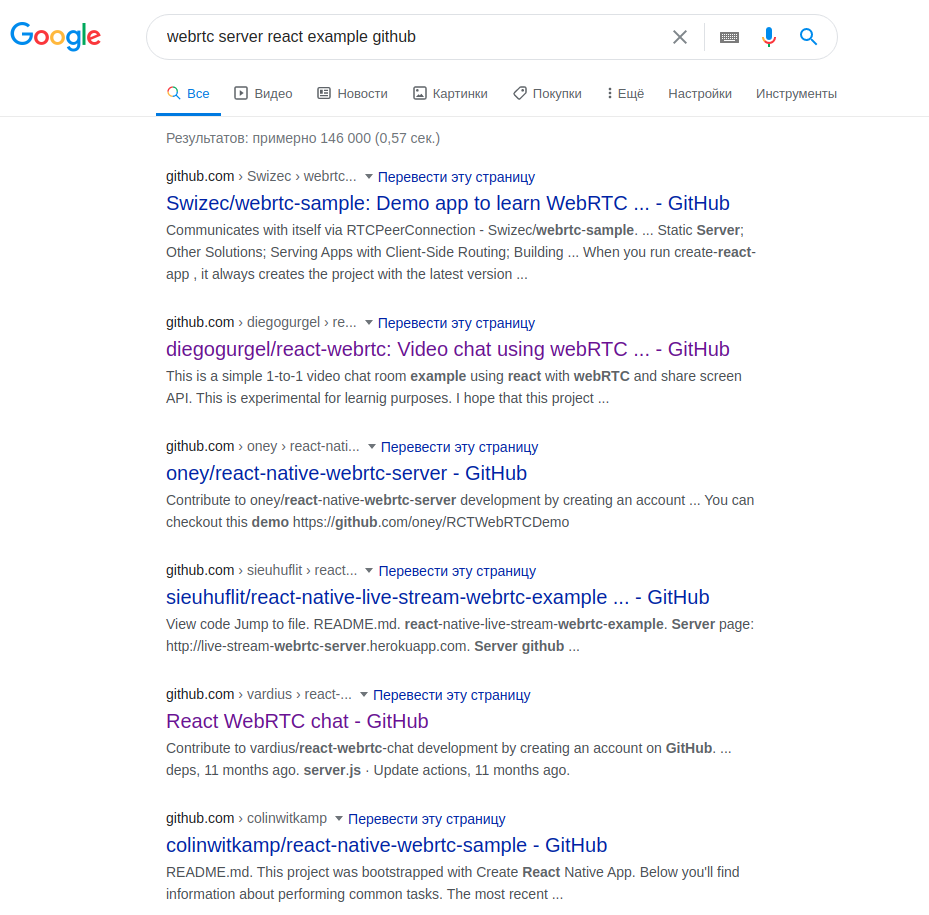 Google
webrtc server react example github
Все Видео Новости Картинки Покупки Ещё Настройки Инструменты
Результатов: примерно 146 000 (0,57 сек.)
github.com › Swizec › webrtc... Перевести эту страницу
Swizec/webrtc-sample: Demo app to learn WebRTC ... - GitHub
Communicates with itself via RTCPeerConnection - Swizec/webrtc-sample. ... Static Server;
Other Solutions; Serving Apps with Client-Side Routing; Building ... When you run create-react-
app , it always creates the project with the latest version ...
github.com › diegogurgel › re... Перевести эту страницу
diegogurgel/react-webrtc: Video chat using webRTC ... - GitHub
This is a simple 1-to-1 video chat room example using react with webRTC and share screen
API. This is experimental for learnig purposes. I hope that this project ...
github.com › oney › react-nati... Перевести эту страницу
oney/react-native-webrtc-server - GitHub
Contribute to oney/react-native-webrtc-server development by creating an account ... You can
checkout this demo https://github.com/oney/RCTWebRTCDemo
github.com › sieuhuflit › react... Перевести эту страницу
sieuhuflit/react-native-live-stream-webrtc-example ... - GitHub
View code Jump to file. README.md. react-native-live-stream-webrtc-example. Server page:
http://live-stream-webrtc-server.herokuapp.com. Server github ...
github.com › vardius › react-... Перевести эту страницу
React WebRTC chat - GitHub
Contribute to vardius/react-webrtc-chat development by creating an account on GitHub. ...
deps, 11 months ago. server.js · Update actions, 11 months ago.
github.com › colinwitkamp Перевести эту страницу
colinwitkamp/react-native-webrtc-sample - GitHub
README.md. This project was bootstrapped with Create React Native App. Below you'll find
information about performing common tasks. The most recent ...